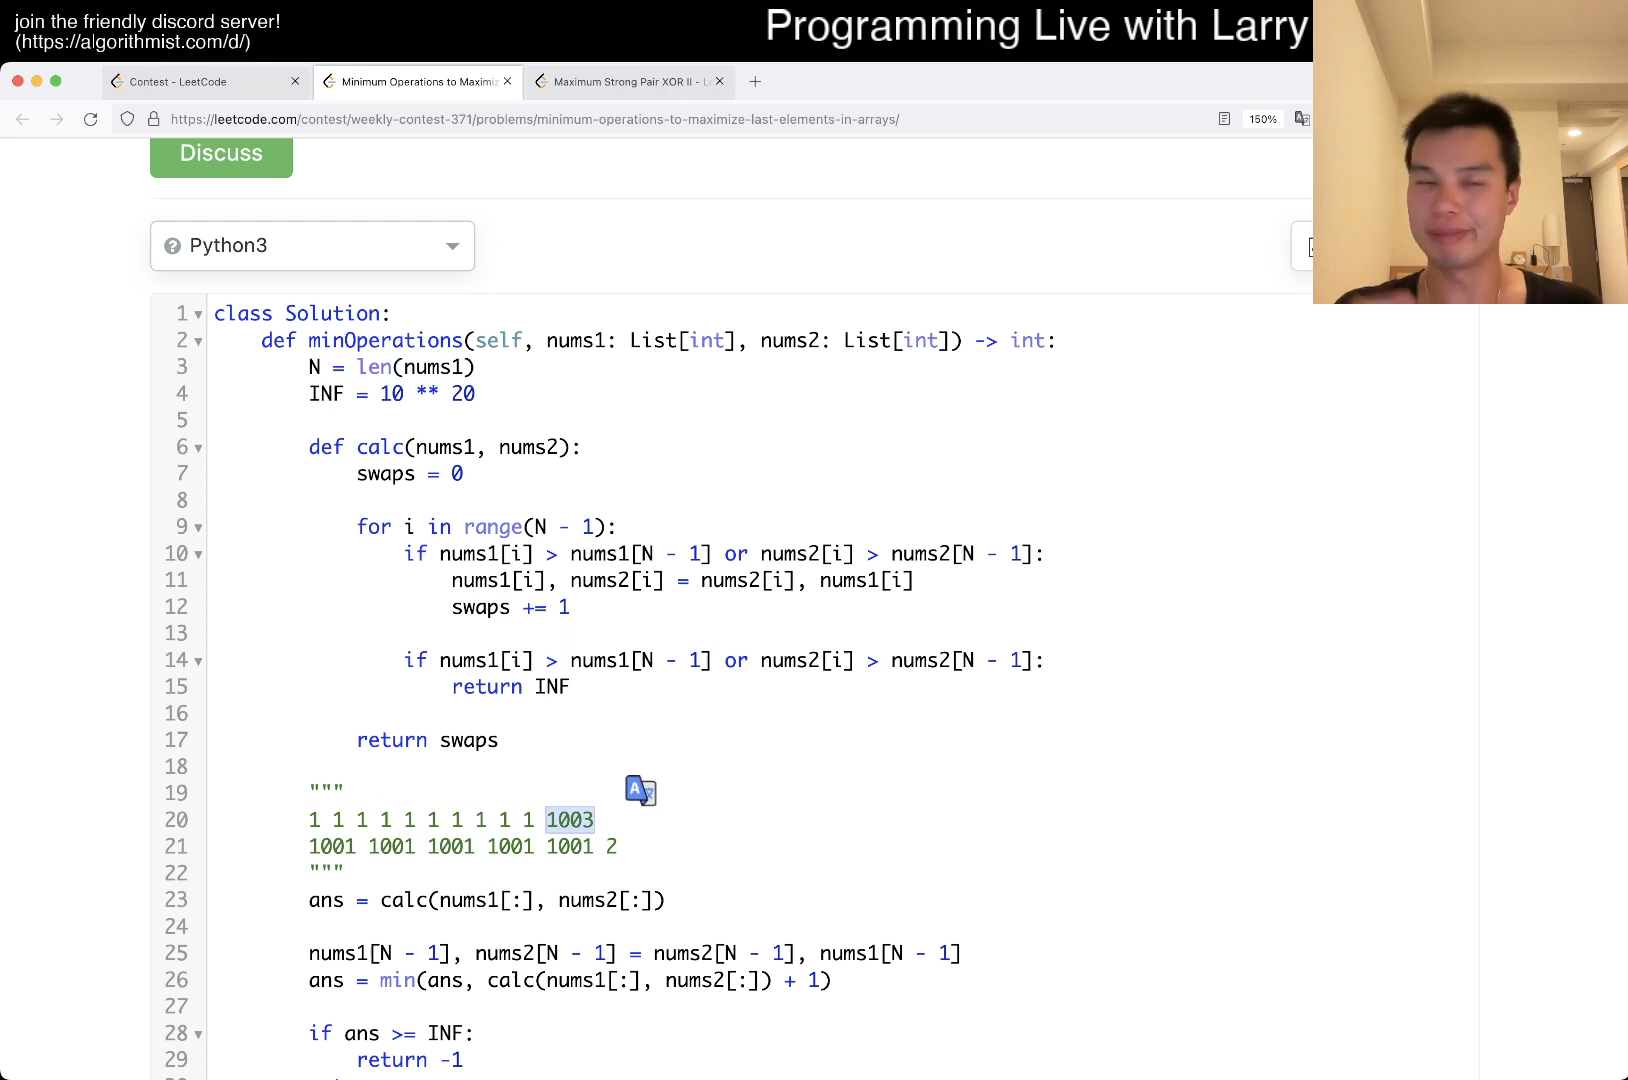 join the friendly discord server!
(https://algorithmist.com/d/)
Programming Live with Larry
Contest - LeetCode
Minimum Operations to Maximiz
Maximum Strong Pair XOR II - L
https://leetcode.com/contest/weekly-contest-371/problems/minimum-operations-to-maximize-last-elements-in-arrays/
150%
Discuss
Python3
1 class Solution:
2 def minOperations(self, nums1: List[int], nums2: List[int]) -> int:
3 N = len(nums1)
4 INF = 10 ** 20
5
6 def calc(nums1, nums2):
7 swaps = 0
8
9 for i in range(N - 1):
10 if nums1[i] > nums1[N - 1] or nums2[i] > nums2[N - 1]:
11 nums1[i], nums2[i] = nums2[i], nums1[i]
12 swaps += 1
13
14 if nums1[i] > nums1[N - 1] or nums2[i] > nums2[N - 1]:
15 return INF
16
17 return swaps
18
19 """
20 1 1 1 1 1 1 1 1 1 1 1003
21 1001 1001 1001 1001 1001 2
22 """
23 ans = calc(nums1[:], nums2[:])
24
25 nums1[N - 1], nums2[N - 1] = nums2[N - 1], nums1[N - 1]
26 ans = min(ans, calc(nums1[:], nums2[:]) + 1)
27
28 if ans >= INF:
29 return -1